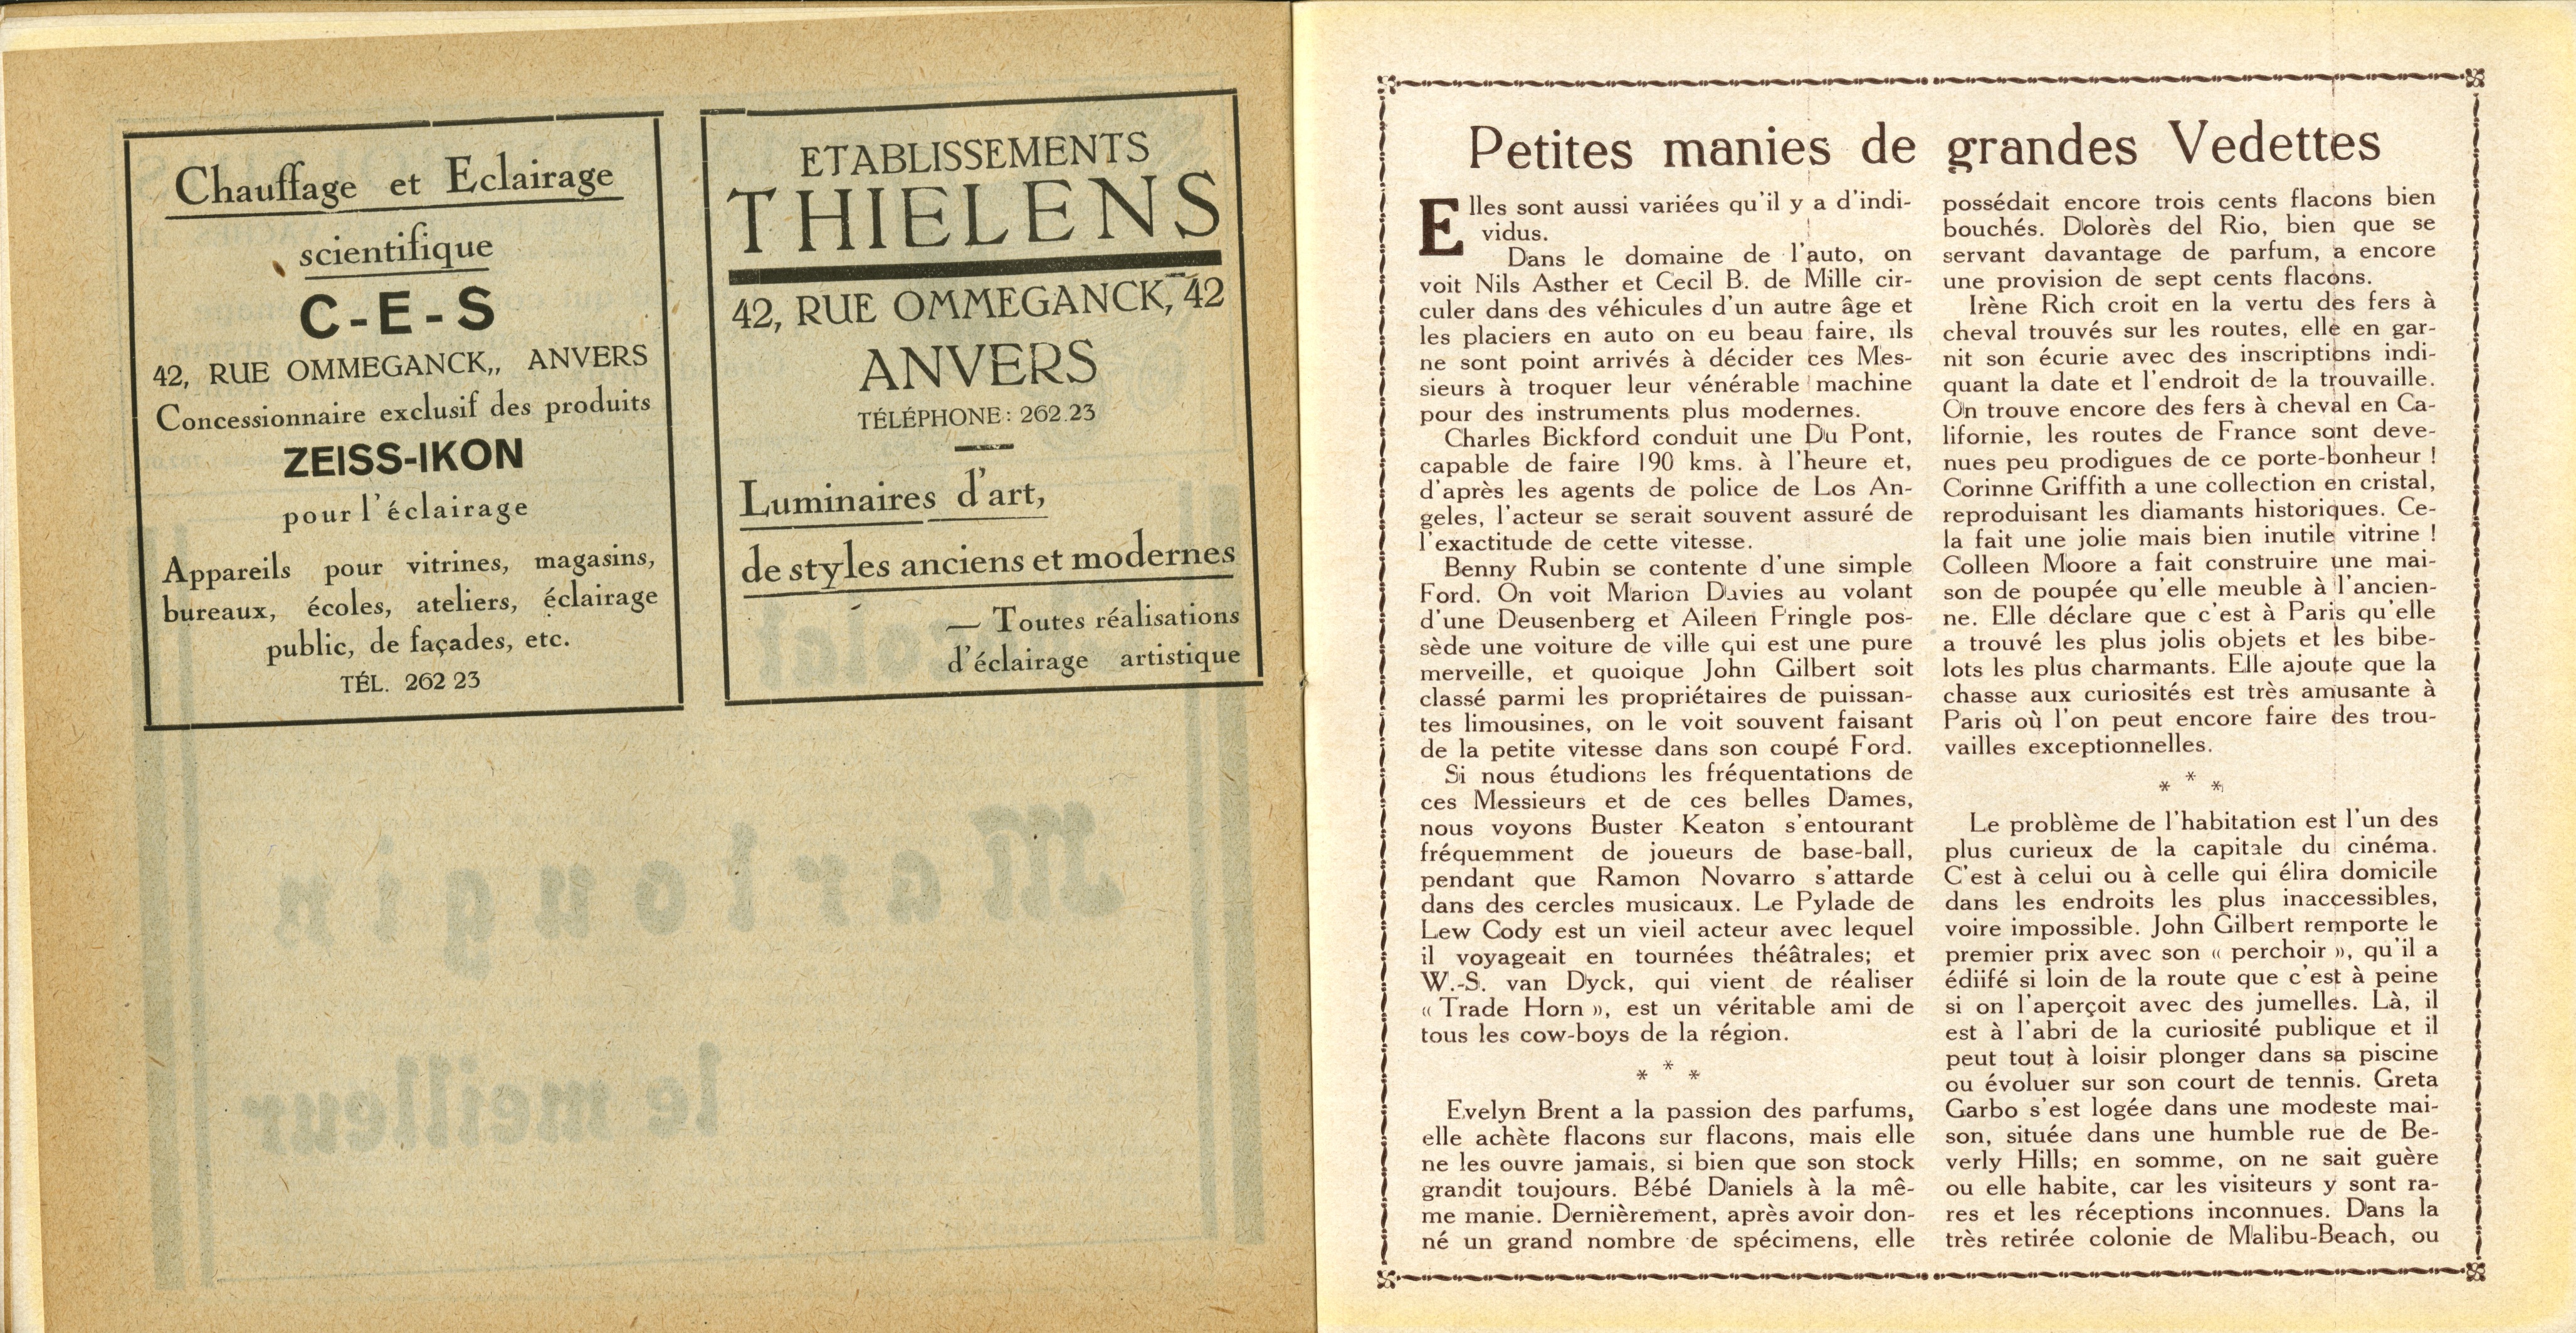 Chauffage et Eclairage
scientifique
C-E-S
42, RUE OMMEGANCK,, ANVERS
Concessionnaire exclusif des produits
ZEISS-IKON
pour l'éclairage
Appareils pour vitrines, magasins,
bureaux, écoles, ateliers, éclairage
public, de façades, etc.
TÉL. 262 23
ETABLISSEMENTS
THIELENS
42, RUE OMMEGANCK, 42
ANVERS
TÉLÉPHONE: 262.23
Luminaires d'art,
de styles anciens et modernes
— Toutes réalisations
d'éclairage artistique
Marlougin
le meilleur
Petites manies de grandes Vedettes
Elles sont aussi variées qu'il y a d'indi-
vidus.
Dans le domaine de l'auto, on
voit Nils Asther et Cecil B. de Mille cir-
culer dans des véhicules d'un autre âge et
les placiers en auto on eu beau faire, ils
ne sont point arrivés à décider ces Mes-
sieurs à troquer leur vénérable machine
pour des instruments plus modernes.
Charles Bickford conduit une Du Pont,
capable de faire 190 kms. à l'heure et,
d'après les agents de police de Los An-
geles, l'acteur se serait souvent assuré de
l'exactitude de cette vitesse.
Benny Rubin se contente d'une simple
Ford. On voit Marion Davies au volant
d'une Deusenberg et Aileen Pringle pos-
sède une voiture de ville qui est une pure
merveille, et quoique John Gilbert soit
classé parmi les propriétaires de puissan-
tes limousines, on le voit souvent faisant
de la petite vitesse dans son coupé Ford.
Si nous étudions les fréquentations de
ces Messieurs et de ces belles Dames,
nous voyons Buster Keaton s'entourant
fréquemment de joueurs de base-ball,
pendant que Ramon Novarro s'attarde
dans des cercles musicaux. Le Pylade de
Lew Cody est un vieil acteur avec lequel
il voyageait en tournées théâtrales; et
W.-S. van Dyck, qui vient de réaliser
« Trade Horn », est un véritable ami de
tous les cow-boys de la région.
* * *
Evelyn Brent a la passion des parfums,
elle achète flacons sur flacons, mais elle
ne les ouvre jamais, si bien que son stock
grandit toujours. Bébé Daniels à la mê-
me manie. Dernièrement, après avoir don-
né un grand nombre de spécimens, elle
possédait encore trois cents flacons bien
bouchés. Dolorès del Rio, bien que se
servant davantage de parfum, a encore
une provision de sept cents flacons.
Irène Rich croit en la vertu des fers à
cheval trouvés sur les routes, elle en gar-
nit son écurie avec des inscriptions indi-
quant la date et l'endroit de la trouvaille.
On trouve encore des fers à cheval en Ca-
lifornie, les routes de France sont deve-
nues peu prodigues de ce porte-bonheur !
Corinne Griffith a une collection en cristal,
reproduisant les diamants historiques. Ce-
la fait une jolie mais bien inutile vitrine !
Colleen Moore a fait construire une mai-
son de poupée qu'elle meuble à l'ancien-
ne. Elle déclare que c'est à Paris qu'elle
a trouvé les plus jolis objets et les bibe-
lots les plus charmants. Elle ajoute que la
chasse aux curiosités est très amusante à
Paris où l'on peut encore faire des trou-
vailles exceptionnelles.
* * *
Le problème de l'habitation est l'un des
plus curieux de la capitale du cinéma.
C'est à celui ou à celle qui élira domicile
dans les endroits les plus inaccessibles,
voire impossible. John Gilbert remporte le
premier prix avec son « perchoir », qu'il a
édiifé si loin de la route que c'est à peine
si on l'aperçoit avec des jumelles. Là, il
est à l'abri de la curiosité publique et il
peut tout à loisir plonger dans sa piscine
ou évoluer sur son court de tennis. Greta
Garbo s'est logée dans une modeste mai-
son, située dans une humble rue de Be-
verly Hills; en somme, on ne sait guère
ou elle habite, car les visiteurs y sont ra-
res et les réceptions inconnues. Dans la
très retirée colonie de Malibu-Beach, ou